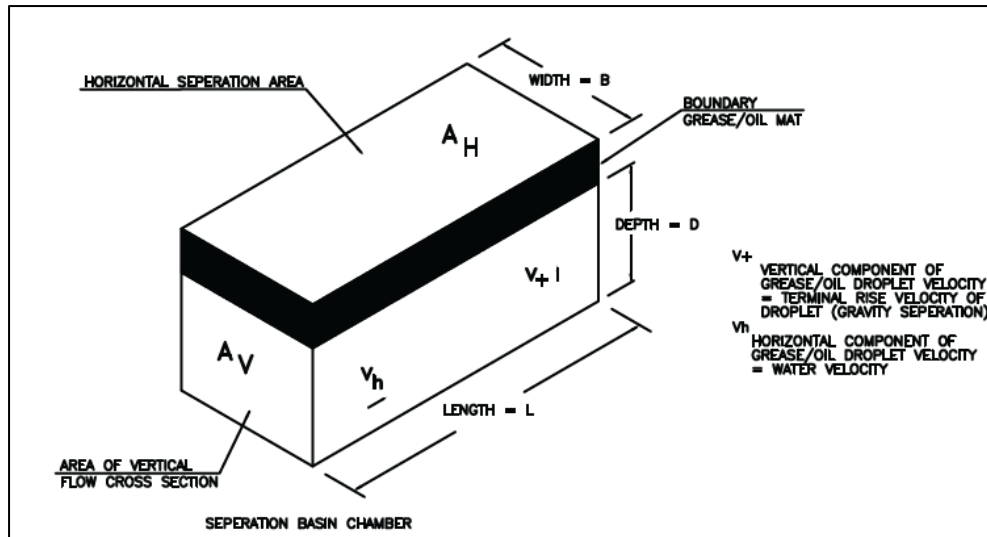 HORIZONTAL SEPERATION AREA
WIDTH = B
BOUNDARY
GREASE/OIL MAT
A H
DEPTH = D
V+ |
V+
VERTICAL COMPONENT OF
GREASE/OIL DROPLET VELOCITY
= TERMINAL RISE VELOCITY OF
DROPLET (GRAVITY SEPERATION)
Vh
HORIZONTAL COMPONENT OF
GREASE/OIL DROPLET VELOCITY
= WATER VELOCITY
A V
Vh
LENGTH = L
AREA OF VERTICAL
FLOW CROSS SECTION
SEPERATION BASIN CHAMBER